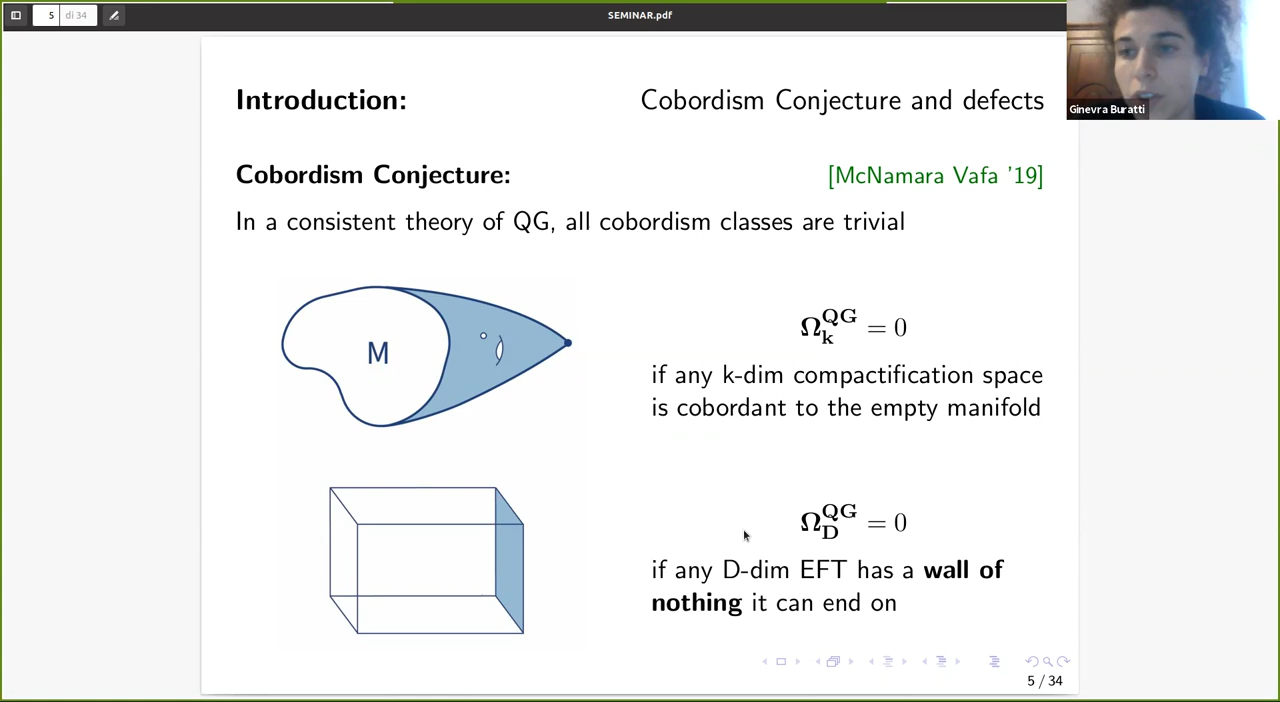 5 di 34
SEMINAR.pdf
Ginevra Buratti
Introduction:
Cobordism Conjecture and defects
Cobordism Conjecture:
[McNamara Vafa '19]
In a consistent theory of QG, all cobordism classes are trivial
M
Ω_k^QG = 0
if any k-dim compactification space
is cobordant to the empty manifold
Ω_D^QG = 0
if any D-dim EFT has a wall of
nothing it can end on
5 / 34